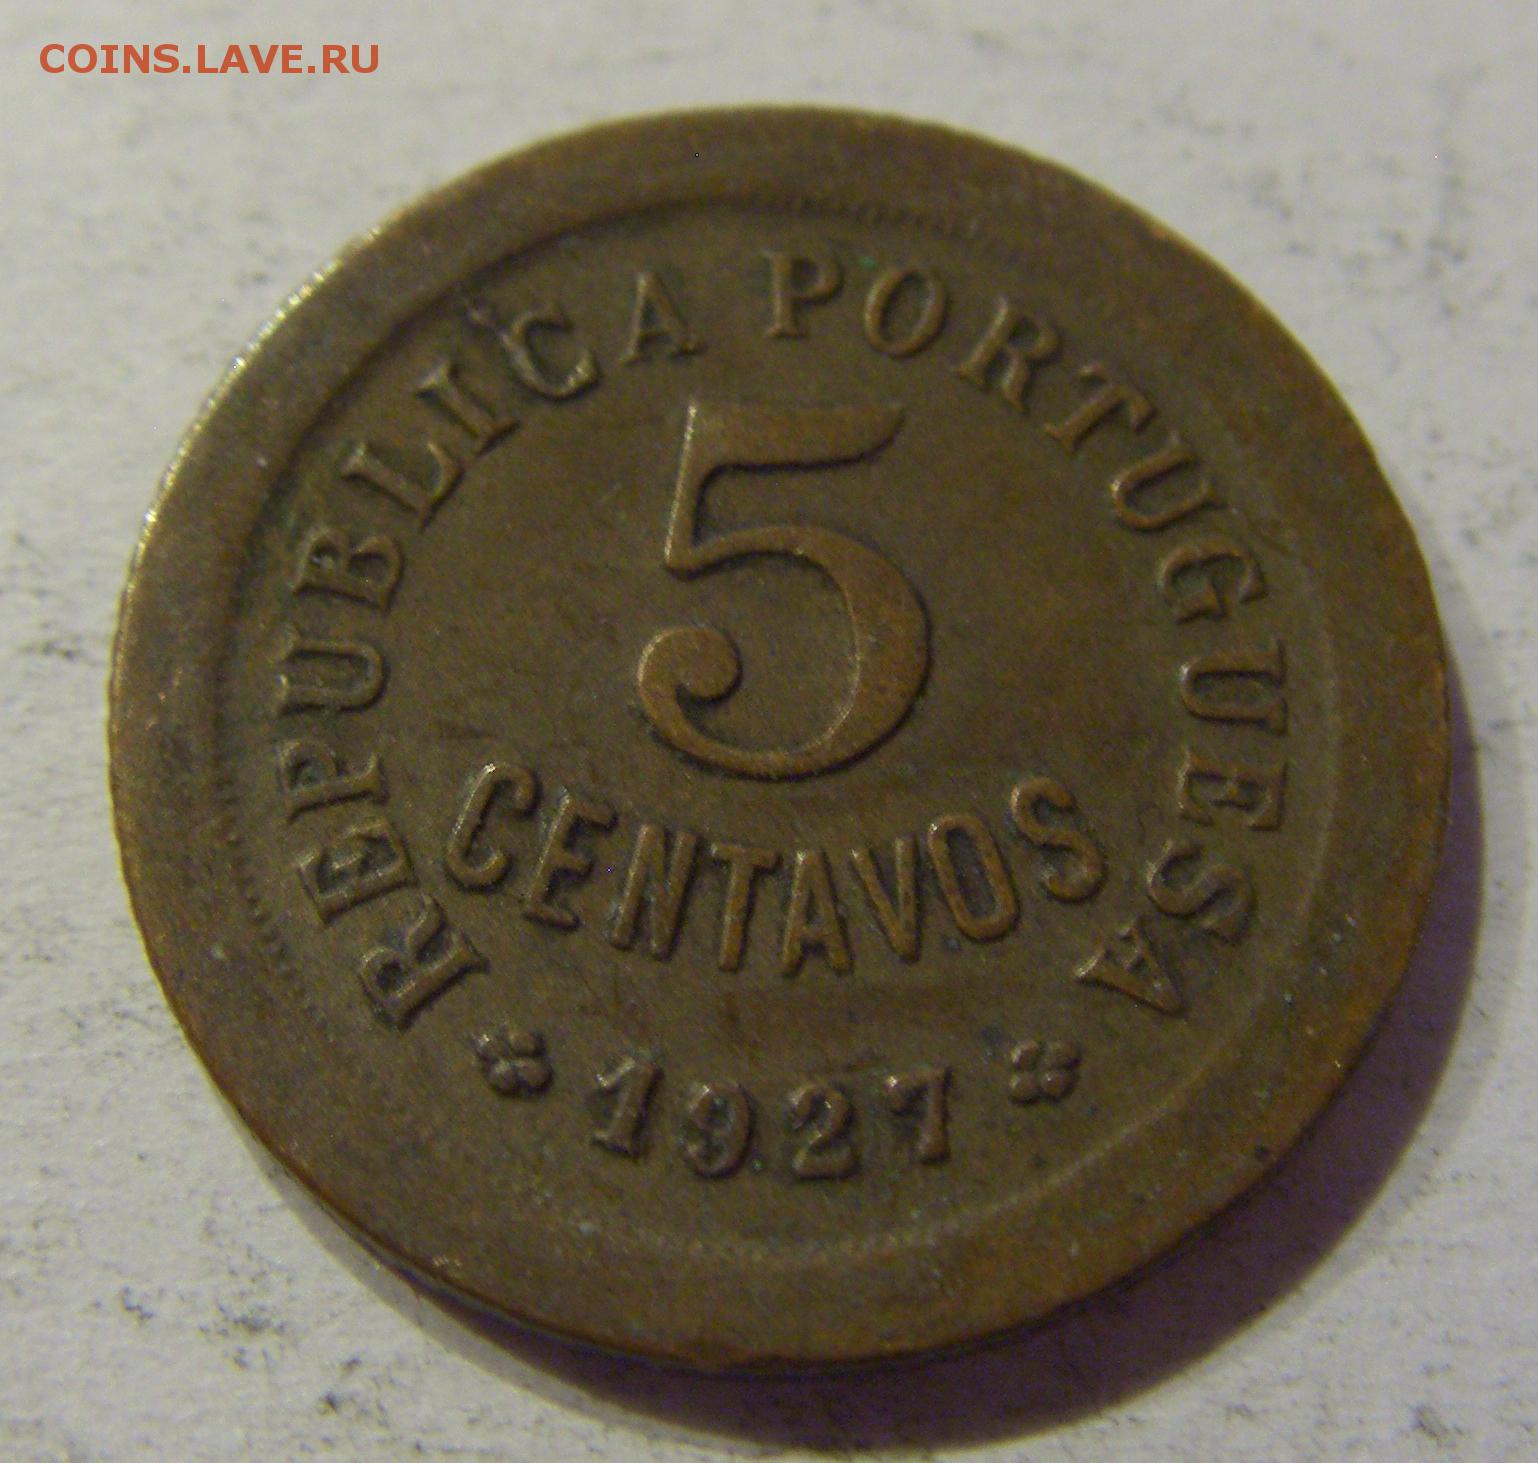 COINS.LAVE.RU
REPUBLICA PORTUGUESA
5
CENTAVOS
1927